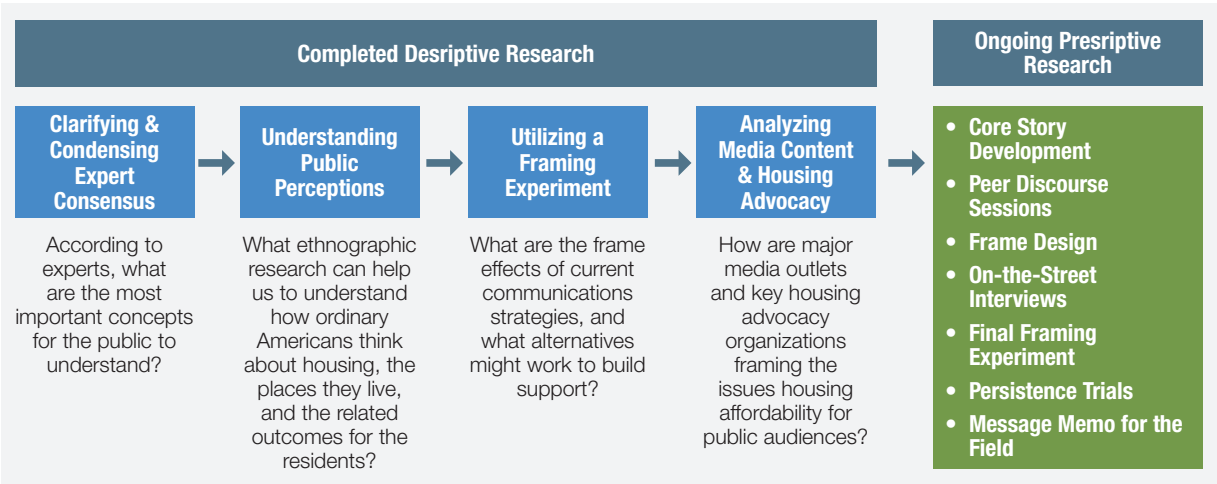 Completed Desriptive Research
Ongoing Presriptive
Research
Clarifying &
Condensing
Expert
Consensus
According to
experts, what
are the most
important concepts
for the public to
understand?
Understanding
Public
Perceptions
What ethnographic
research can help
us to understand
how ordinary
Americans think
about housing, the
places they live,
and the related
outcomes for the
residents?
Utilizing a
Framing
Experiment
What are the frame
effects of current
communications
strategies, and
what alternatives
might work to build
support?
Analyzing
Media Content
& Housing
Advocacy
How are major
media outlets
and key housing
advocacy
organizations
framing the
issues housing
affordability for
public audiences?
• Core Story
Development
• Peer Discourse
Sessions
• Frame Design
• On-the-Street
Interviews
• Final Framing
Experiment
• Persistence Trials
• Message Memo for the
Field